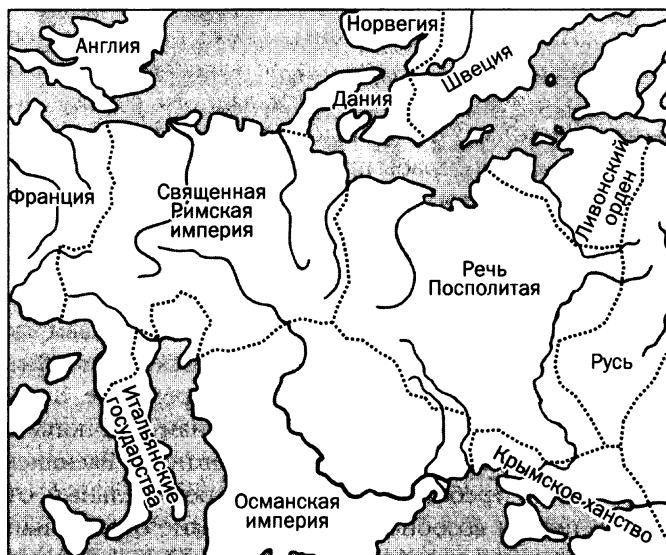 Норвегия
Англия
Швеция
Дания
Ливонский
орден
Франция
Священная
Римская
империя
Речь
Посполитая
Русь
Итальянские
государства
Крымское ханство
Османская
империя